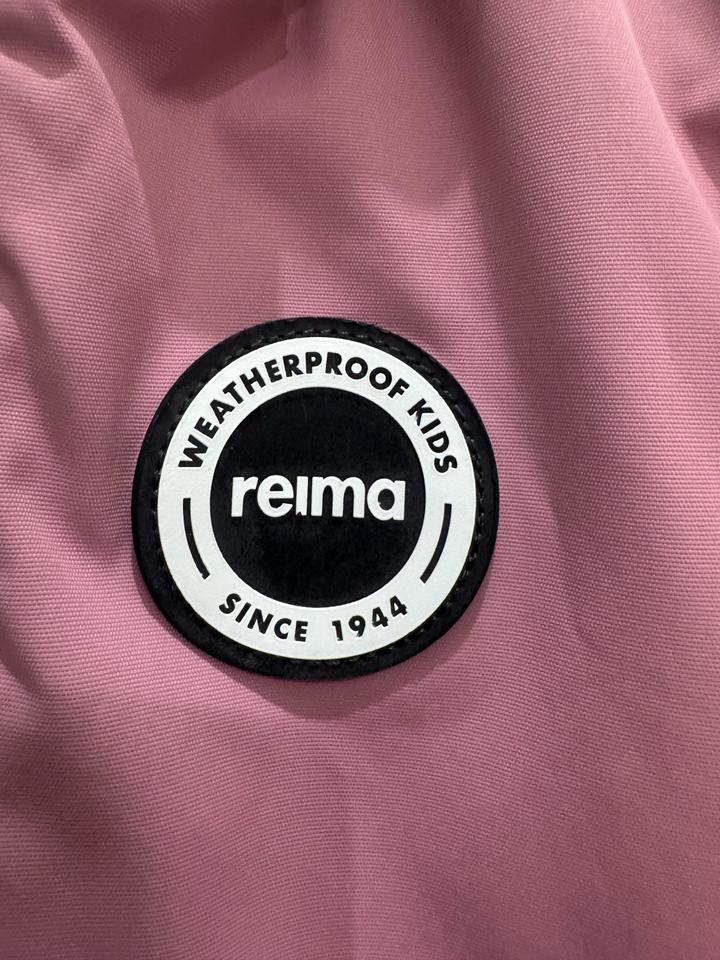 WEATHERPROOF KIDS
reima
SINCE 1944